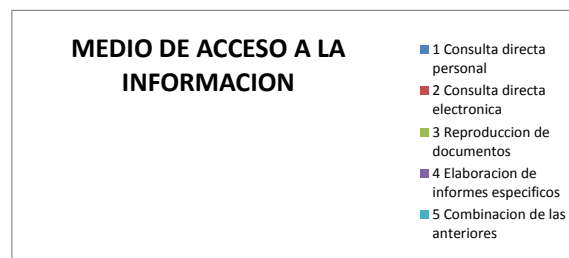 MEDIO DE ACCESO A LA
INFORMACION
1 Consulta directa
personal
2 Consulta directa
electronica
3 Reproduccion de
documentos
4 Elaboracion de
informes especificos
5 Combinacion de las
anteriores